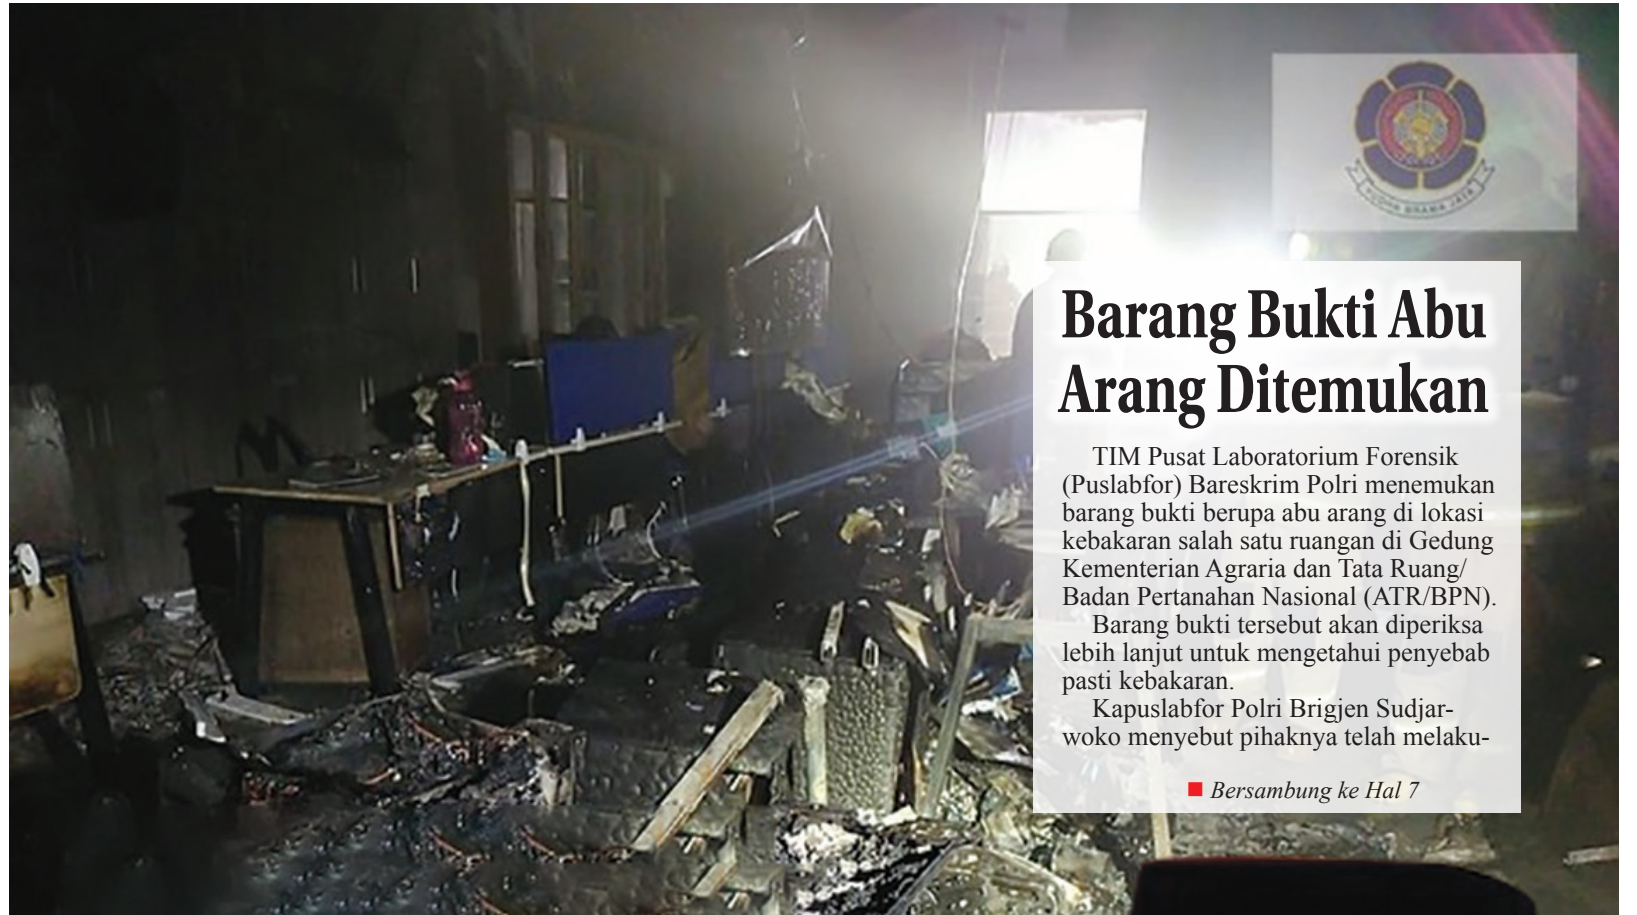 YUDHA BRAMA JAYA
Barang Bukti Abu
Arang Ditemukan
TIM Pusat Laboratorium Forensik
(Puslabfor) Bareskrim Polri menemukan
barang bukti berupa abu arang di lokasi
kebakaran salah satu ruangan di Gedung
Kementerian Agraria dan Tata Ruang/
Badan Pertanahan Nasional (ATR/BPN).
Barang bukti tersebut akan diperiksa
lebih lanjut untuk mengetahui penyebab
pasti kebakaran.
Kapuslabfor Polri Brigjen Sudjar-
woko menyebut pihaknya telah melaku-
Bersambung ke Hal 7